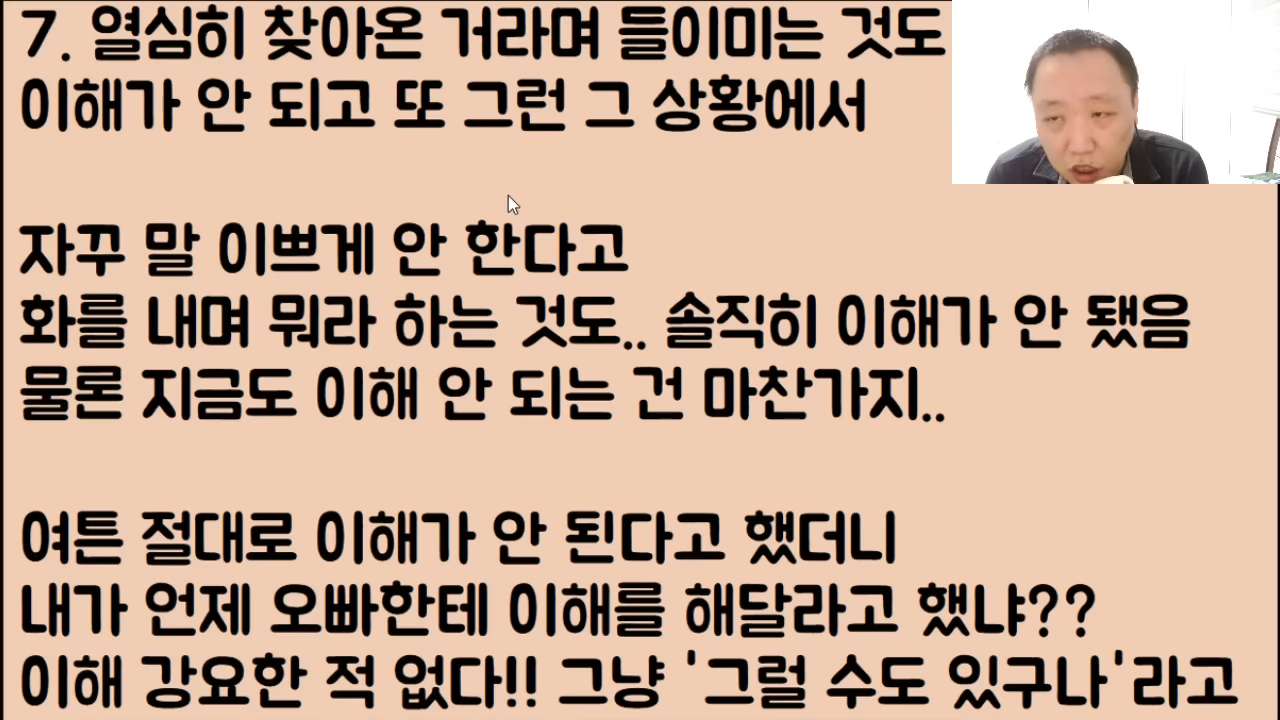 7. 열심히 찾아온 거라며 들이미는 것도
이해가 안 되고 또 그런 그 상황에서
자꾸 말 이쁘게 안 한다고
화를 내며 뭐라 하는 것도.. 솔직히 이해가 안 됐음
물론 지금도 이해 안 되는 건 마찬가지..
여튼 절대로 이해가 안 된다고 했더니
내가 언제 오빠한테 이해를 해달라고 했냐??
이해 강요한 적 없다!! 그냥 '그럴 수도 있구나'라고